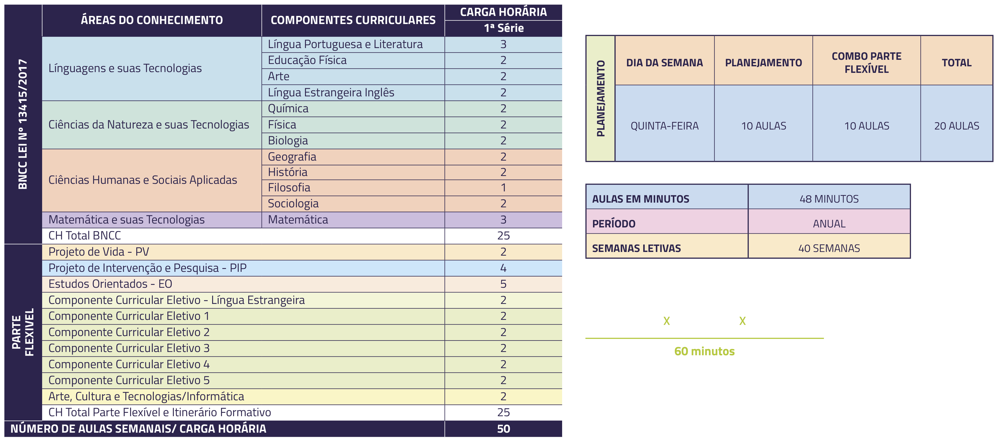 ÁREAS DO CONHECIMENTO
COMPONENTES CURRICULARES
CARGA HORÁRIA
1ª Série
BNCC LEI Nº 13415/2017
Línguagens e suas Tecnologias
Língua Portuguesa e Literatura 3
Educação Física 2
Arte 2
Língua Estrangeira Inglês 2
Ciências da Natureza e suas Tecnologias
Química 2
Física 2
Biologia 2
Ciências Humanas e Sociais Aplicadas
Geografia 2
História 2
Filosofia 1
Sociologia 2
Matemática e suas Tecnologias Matemática 3
CH Total BNCC 25
PARTE
FLEXIVEL
Projeto de Vida - PV 2
Projeto de Intervenção e Pesquisa - PIP 4
Estudos Orientados - EO 5
Componente Curricular Eletivo - Língua Estrangeira 2
Componente Curricular Eletivo 1 2
Componente Curricular Eletivo 2 2
Componente Curricular Eletivo 3 2
Componente Curricular Eletivo 4 2
Componente Curricular Eletivo 5 2
Arte, Cultura e Tecnologias/Informática 2
CH Total Parte Flexível e Itinerário Formativo 25
NÚMERO DE AULAS SEMANAIS/ CARGA HORÁRIA 50
PLANEJAMENTO
DIA DA SEMANA
PLANEJAMENTO
COMBO PARTE
FLEXÍVEL
TOTAL
QUINTA-FEIRA 10 AULAS 10 AULAS 20 AULAS
AULAS EM MINUTOS 48 MINUTOS
PERÍODO ANUAL
SEMANAS LETIVAS 40 SEMANAS
X X
60 minutos